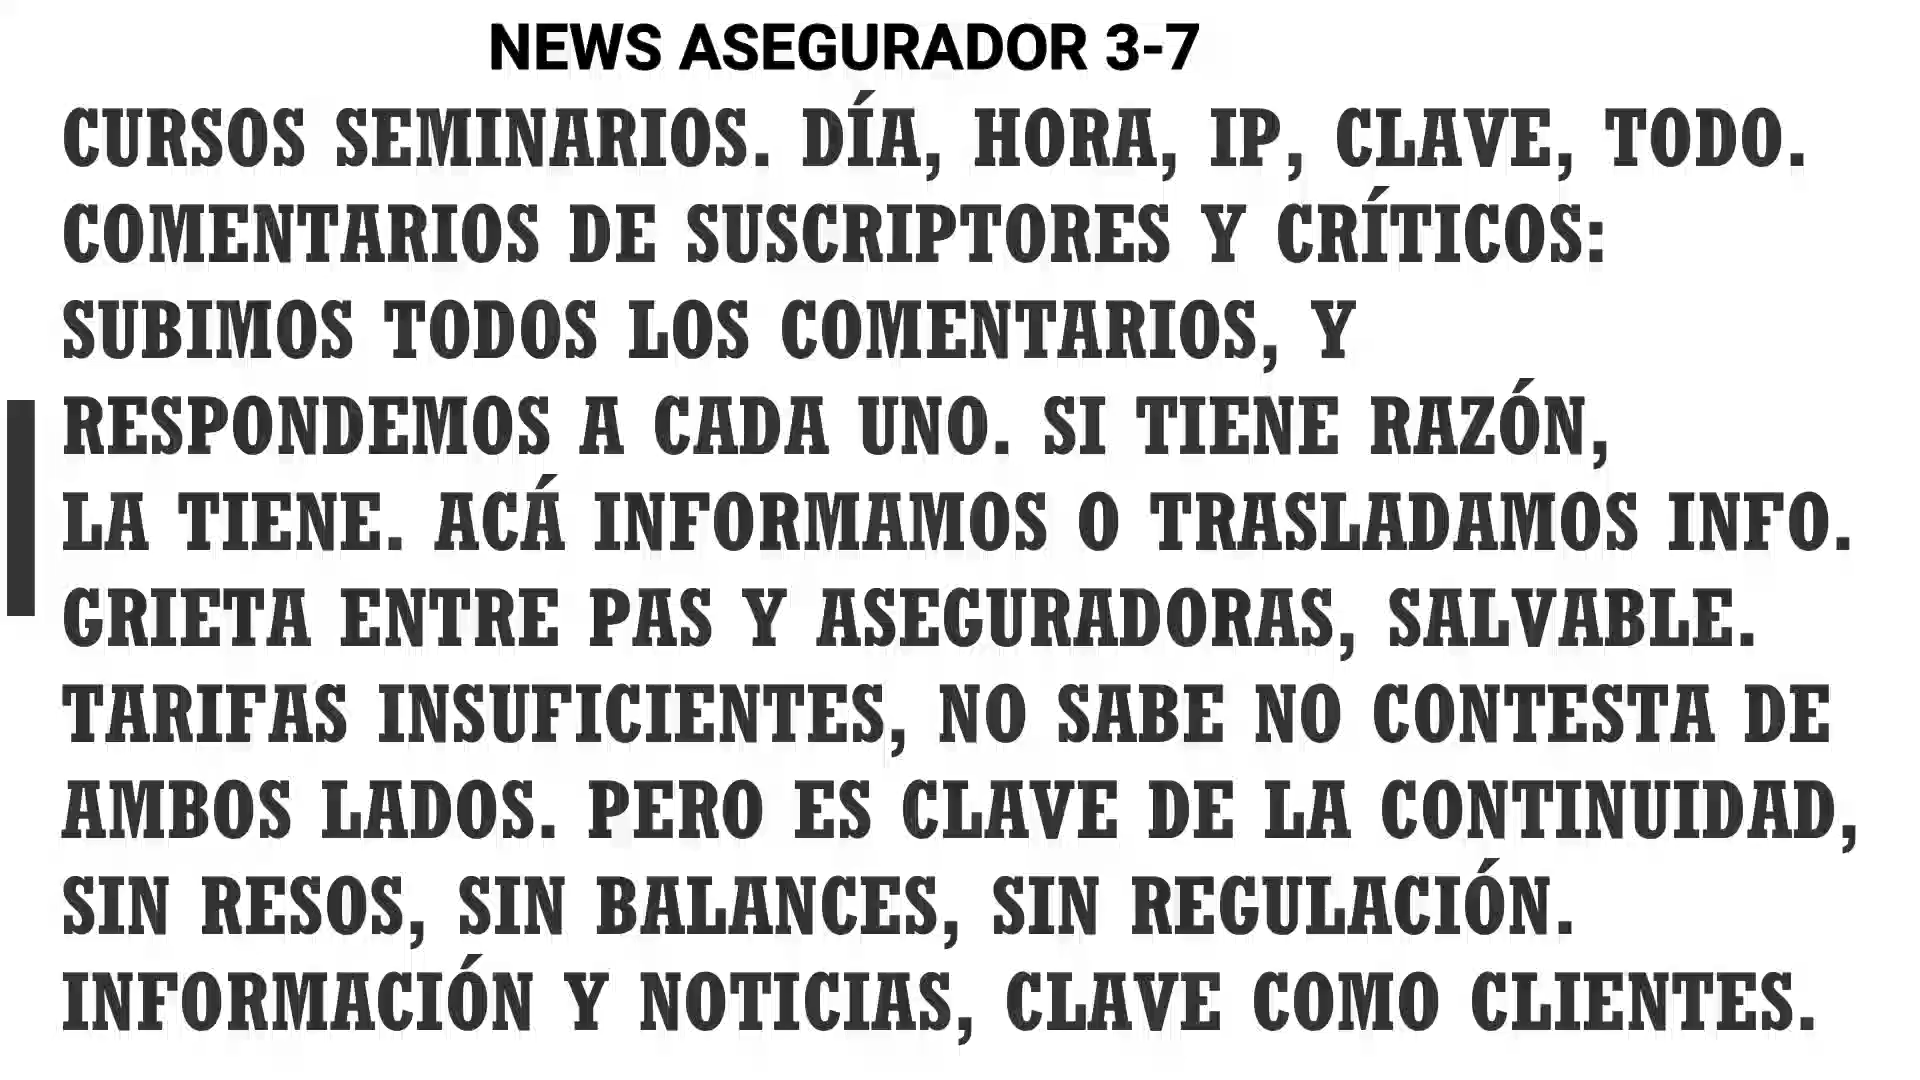 NEWS ASEGURADOR 3-7
CURSOS SEMINARIOS. DÍA, HORA, IP, CLAVE, TODO.
COMENTARIOS DE SUSCRIPTORES Y CRÍTICOS:
SUBIMOS TODOS LOS COMENTARIOS, Y
RESPONDEMOS A CADA UNO. SI TIENE RAZÓN,
LA TIENE. ACÁ INFORMAMOS O TRASLADAMOS INFO.
GRIETA ENTRE PAS Y ASEGURADORAS, SALVABLE.
TARIFAS INSUFICIENTES, NO SABE NO CONTESTA DE
AMBOS LADOS. PERO ES CLAVE DE LA CONTINUIDAD,
SIN RESOS, SIN BALANCES, SIN REGULACIÓN.
INFORMACIÓN Y NOTICIAS, CLAVE COMO CLIENTES.